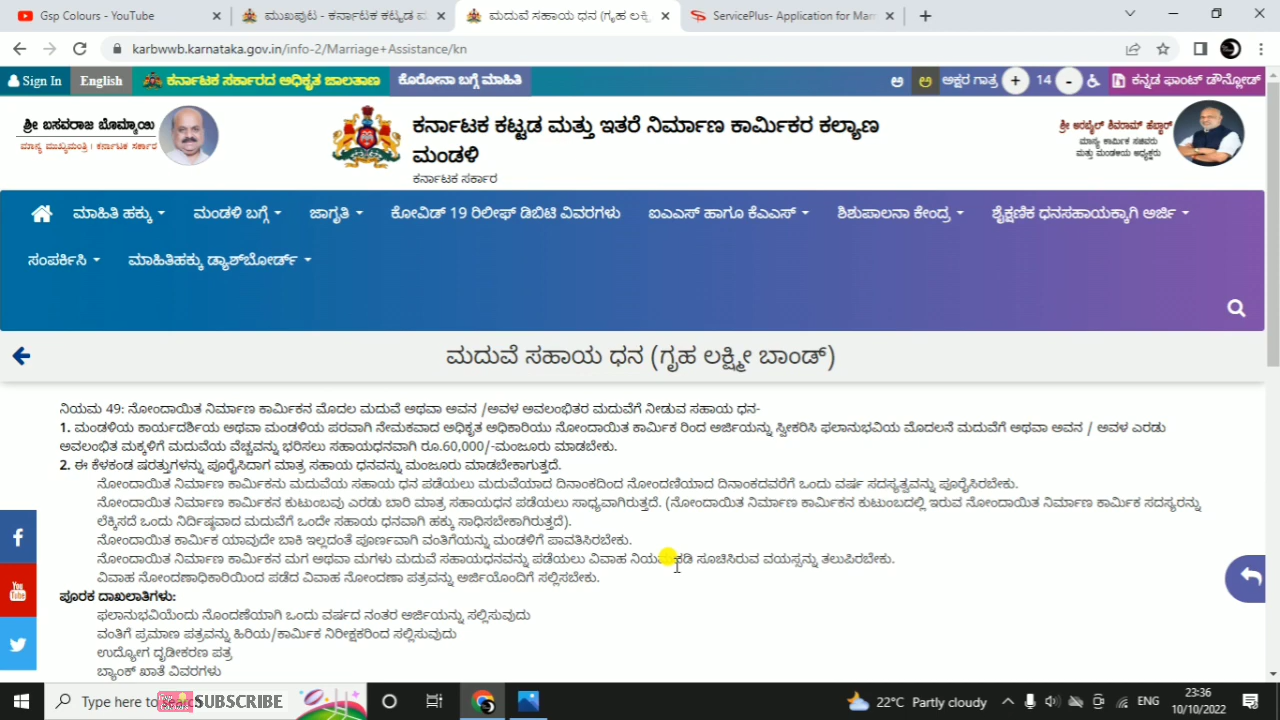 Gsp Colours - YouTube
ಮುಖಪುಟ - ಕರ್ನಾಟಕ ಕಟ್ಟಡ ಮ
ಮದುವೆ ಸಹಾಯ ಧನ (ಗೃಹ ಲಕ್ಷ್ಮಿ
ServicePlus- Application for Marr
karbwwb.karnataka.gov.in/info-2/Marriage+Assistance/kn
Sign In English ಕರ್ನಾಟಕ ಸರ್ಕಾರದ ಅಧಿಕೃತ ಜಾಲತಾಣ ಕೊರೋನಾ ಬಗ್ಗೆ ಮಾಹಿತಿ ಅ ಅ ಅಕ್ಷರ ಗಾತ್ರ + 14 - ಕನ್ನಡ ಫಾಂಟ್ ಡೌನ್ಲೋಡ್
ಶ್ರೀ ಬಸವರಾಜ ಬೊಮ್ಮಾಯಿ
ಮಾನ್ಯ ಮುಖ್ಯಮಂತ್ರಿ | ಕರ್ನಾಟಕ ಸರ್ಕಾರ
ಕರ್ನಾಟಕ ಕಟ್ಟಡ ಮತ್ತು ಇತರೆ ನಿರ್ಮಾಣ ಕಾರ್ಮಿಕರ ಕಲ್ಯಾಣ
ಮಂಡಳಿ
ಕರ್ನಾಟಕ ಸರ್ಕಾರ
ಶ್ರೀ ಅರಬೈಲ್ ಶಿವರಾಮ್ ಹೆಬ್ಬಾರ್
ಮಾನ್ಯ ಕಾರ್ಮಿಕ ಸಚಿವರು
ಮತ್ತು ಮಂಡಳಿಯ ಅಧ್ಯಕ್ಷರು
ಮಾಹಿತಿ ಹಕ್ಕು ಮಂಡಳಿ ಬಗ್ಗೆ ಜಾಗೃತಿ ಕೋವಿಡ್ 19 ರಿಲೀಫ್ ಡಿಬಿಟಿ ವಿವರಗಳು ಐಎಎಸ್ ಹಾಗೂ ಕೆಎಎಸ್ ಶಿಶುಪಾಲನಾ ಕೇಂದ್ರ ಶೈಕ್ಷಣಿಕ ಧನಸಹಾಯಕ್ಕಾಗಿ ಅರ್ಜಿ
ಸಂಪರ್ಕಿಸಿ ಮಾಹಿತಿಹಕ್ಕು ಡ್ಯಾಶ್‌ಬೋರ್ಡ್
ಮದುವೆ ಸಹಾಯ ಧನ (ಗೃಹ ಲಕ್ಷ್ಮೀ ಬಾಂಡ್)
ನಿಯಮ 49: ನೋಂದಾಯಿತ ನಿರ್ಮಾಣ ಕಾರ್ಮಿಕನ ಮೊದಲ ಮದುವೆ ಅಥವಾ ಅವನ /ಅವಳ ಅವಲಂಬಿತರ ಮದುವೆಗೆ ನೀಡುವ ಸಹಾಯ ಧನ-
1. ಮಂಡಳಿಯ ಕಾರ್ಯದರ್ಶಿಯ ಅಥವಾ ಮಂಡಳಿಯ ಪರವಾಗಿ ನೇಮಕವಾದ ಅಧಿಕೃತ ಅಧಿಕಾರಿಯು ನೋಂದಾಯಿತ ಕಾರ್ಮಿಕ ರಿಂದ ಅರ್ಜಿಯನ್ನು ಸ್ವೀಕರಿಸಿ ಫಲಾನುಭವಿಯ ಮೊದಲನೆ ಮದುವೆಗೆ ಅಥವಾ ಅವನ / ಅವಳ ಎರಡು
ಅವಲಂಬಿತ ಮಕ್ಕಳಿಗೆ ಮದುವೆಯ ವೆಚ್ಚವನ್ನು ಭರಿಸಲು ಸಹಾಯಧನವಾಗಿ ರೂ.60,000/-ಮಂಜೂರು ಮಾಡಬೇಕು.
2. ಈ ಕೆಳಕಂಡ ಷರತ್ತುಗಳನ್ನು ಪೂರೈಸಿದಾಗ ಮಾತ್ರ ಸಹಾಯ ಧನವನ್ನು ಮಂಜೂರು ಮಾಡಬೇಕಾಗುತ್ತದೆ.
ನೋಂದಾಯಿತ ನಿರ್ಮಾಣ ಕಾರ್ಮಿಕನು ಮದುವೆಯ ಸಹಾಯ ಧನ ಪಡೆಯಲು ಮದುವೆಯಾದ ದಿನಾಂಕದಿಂದ ನೋಂದಣಿಯಾದ ದಿನಾಂಕದವರೆಗೆ ಒಂದು ವರ್ಷ ಸದಸ್ಯತ್ವವನ್ನು ಪೂರೈಸಿರಬೇಕು.
ನೋಂದಾಯಿತ ನಿರ್ಮಾಣ ಕಾರ್ಮಿಕನ ಕುಟುಂಬವು ಎರಡು ಬಾರಿ ಮಾತ್ರ ಸಹಾಯಧನ ಪಡೆಯಲು ಸಾಧ್ಯವಾಗಿರುತ್ತದೆ. (ನೋಂದಾಯಿತ ನಿರ್ಮಾಣ ಕಾರ್ಮಿಕನ ಕುಟುಂಬದಲ್ಲಿ ಇರುವ ನೋಂದಾಯಿತ ನಿರ್ಮಾಣ ಕಾರ್ಮಿಕ ಸದಸ್ಯರನ್ನು
ಲೆಕ್ಕಿಸದೆ ಒಂದು ನಿರ್ದಿಷ್ಠವಾದ ಮದುವೆಗೆ ಒಂದೇ ಸಹಾಯ ಧನವಾಗಿ ಹಕ್ಕು ಸಾಧಿಸಬೇಕಾಗಿರುತ್ತದೆ).
ನೋಂದಾಯಿತ ಕಾರ್ಮಿಕ ಯಾವುದೇ ಬಾಕಿ ಇಲ್ಲದಂತೆ ಪೂರ್ಣವಾಗಿ ವಂತಿಗೆಯನ್ನು ಮಂಡಳಿಗೆ ಪಾವತಿಸಿರಬೇಕು.
ನೋಂದಾಯಿತ ನಿರ್ಮಾಣ ಕಾರ್ಮಿಕನ ಮಗ ಅಥವಾ ಮಗಳು ಮದುವೆ ಸಹಾಯಧನವನ್ನು ಪಡೆಯಲು ವಿವಾಹ ಸೂಚಿಸಿರುವ ವಯಸ್ಸನ್ನು ತಲುಪಿರಬೇಕು.
ವಿವಾಹ ನೋಂದಣಾಧಿಕಾರಿಯಿಂದ ಪಡೆದ ವಿವಾಹ ನೋಂದಣಾ ಪತ್ರವನ್ನು ಅರ್ಜಿಯೊಂದಿಗೆ ಸಲ್ಲಿಸಬೇಕು.
ಪೂರಕ ದಾಖಲಾತಿಗಳು:
ಫಲಾನುಭವಿಯೆಂದು ನೊಂದಣಿಯಾಗಿ ಒಂದು ವರ್ಷದ ನಂತರ ಅರ್ಜಿಯನ್ನು ಸಲ್ಲಿಸುವುದು
ವಂತಿಗೆ ಪ್ರಮಾಣ ಪತ್ರವನ್ನು ಹಿರಿಯ/ಕಾರ್ಮಿಕ ನಿರೀಕ್ಷಕರಿಂದ ಸಲ್ಲಿಸುವುದು
ಉದ್ಯೋಗ ದೃಡೀಕರಣ ಪತ್ರ
ಬ್ಯಾಂಕ್ ಖಾತೆ ವಿವರಗಳು
You Tube
Type here to
SUBSCRIBE
22°C Partly cloudy ENG
23:36
10/10/2022